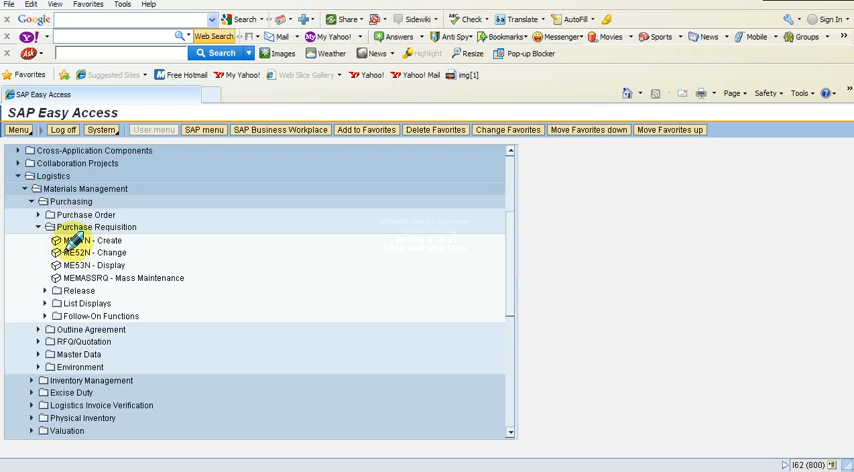 File Edit View Favorites Tools Help
Google Search Share Sidewiki Check Translate AutoFill Sign In
Web Search Mail My Yahoo! Answers Anti Spy Bookmarks Messenger Movies Sports News Mobile Groups
Ask Search Images Weather News Highlight Resize Pop-up Blocker
Favorites Suggested Sites Free Hotmail My Yahoo! Web Slice Gallery Yahoo! Yahoo! Mail img[1]
SAP Easy Access Page Safety Tools
SAP Easy Access
Menu Log off System User menu SAP menu SAP Business Workplace Add to Favorites Delete Favorites Change Favorites Move Favorites down Move Favorites up
Cross-Application Components
Collaboration Projects
Logistics
Materials Management
Purchasing
Purchase Order
Purchase Requisition
- Create
ME52N - Change
ME53N - Display
MEMASSRQ - Mass Maintenance
Release
List Displays
Follow-On Functions
Outline Agreement
RFQ/Quotation
Master Data
Environment
Inventory Management
Excise Duty
Logistics Invoice Verification
Physical Inventory
Valuation
I62 (800)